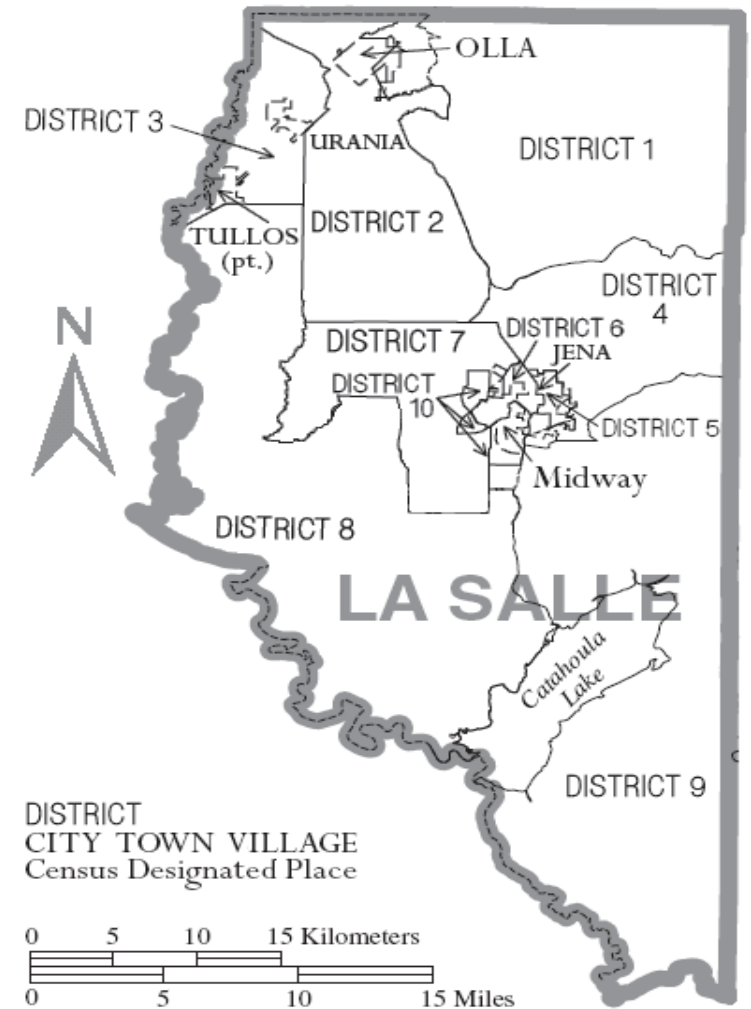 OLLA
DISTRICT 3
URANIA
DISTRICT 1
DISTRICT 2
TULLOS
(pt.)
DISTRICT
4
N
DISTRICT 7
DISTRICT 6
JENA
DISTRICT
10
DISTRICT 5
Midway
DISTRICT 8
LA SALLE
Catahoula
Lake
DISTRICT 9
DISTRICT
CITY TOWN VILLAGE
Census Designated Place
0 5 10 15 Kilometers
0 5 10 15 Miles